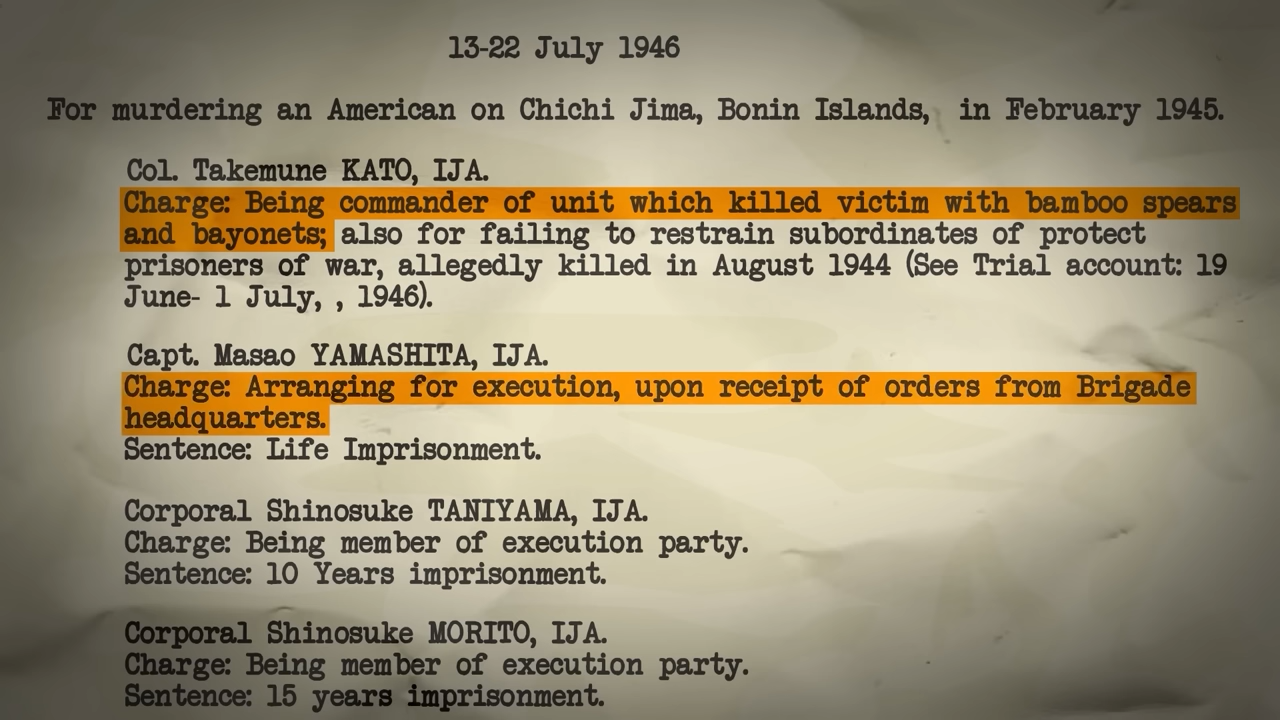 13-22 July 1946
For murdering an American on Chichi Jima, Bonin Islands, in February 1945.
Col. Takemune KATO, IJA.
Charge: Being commander of unit which killed victim with bamboo spears
and bayonets; also for failing to restrain subordinates of protect
prisoners of war, allegedly killed in August 1944 (See Trial account: 19
June- 1 July, , 1946).
Capt. Masao YAMASHITA, IJA.
Charge: Arranging for execution, upon receipt of orders from Brigade
headquarters.
Sentence: Life Imprisonment.
Corporal Shinosuke TANIYAMA, IJA.
Charge: Being member of execution party.
Sentence: 10 Years imprisonment.
Corporal Shinosuke MORITO, IJA.
Charge: Being member of execution party.
Sentence: 15 years imprisonment.